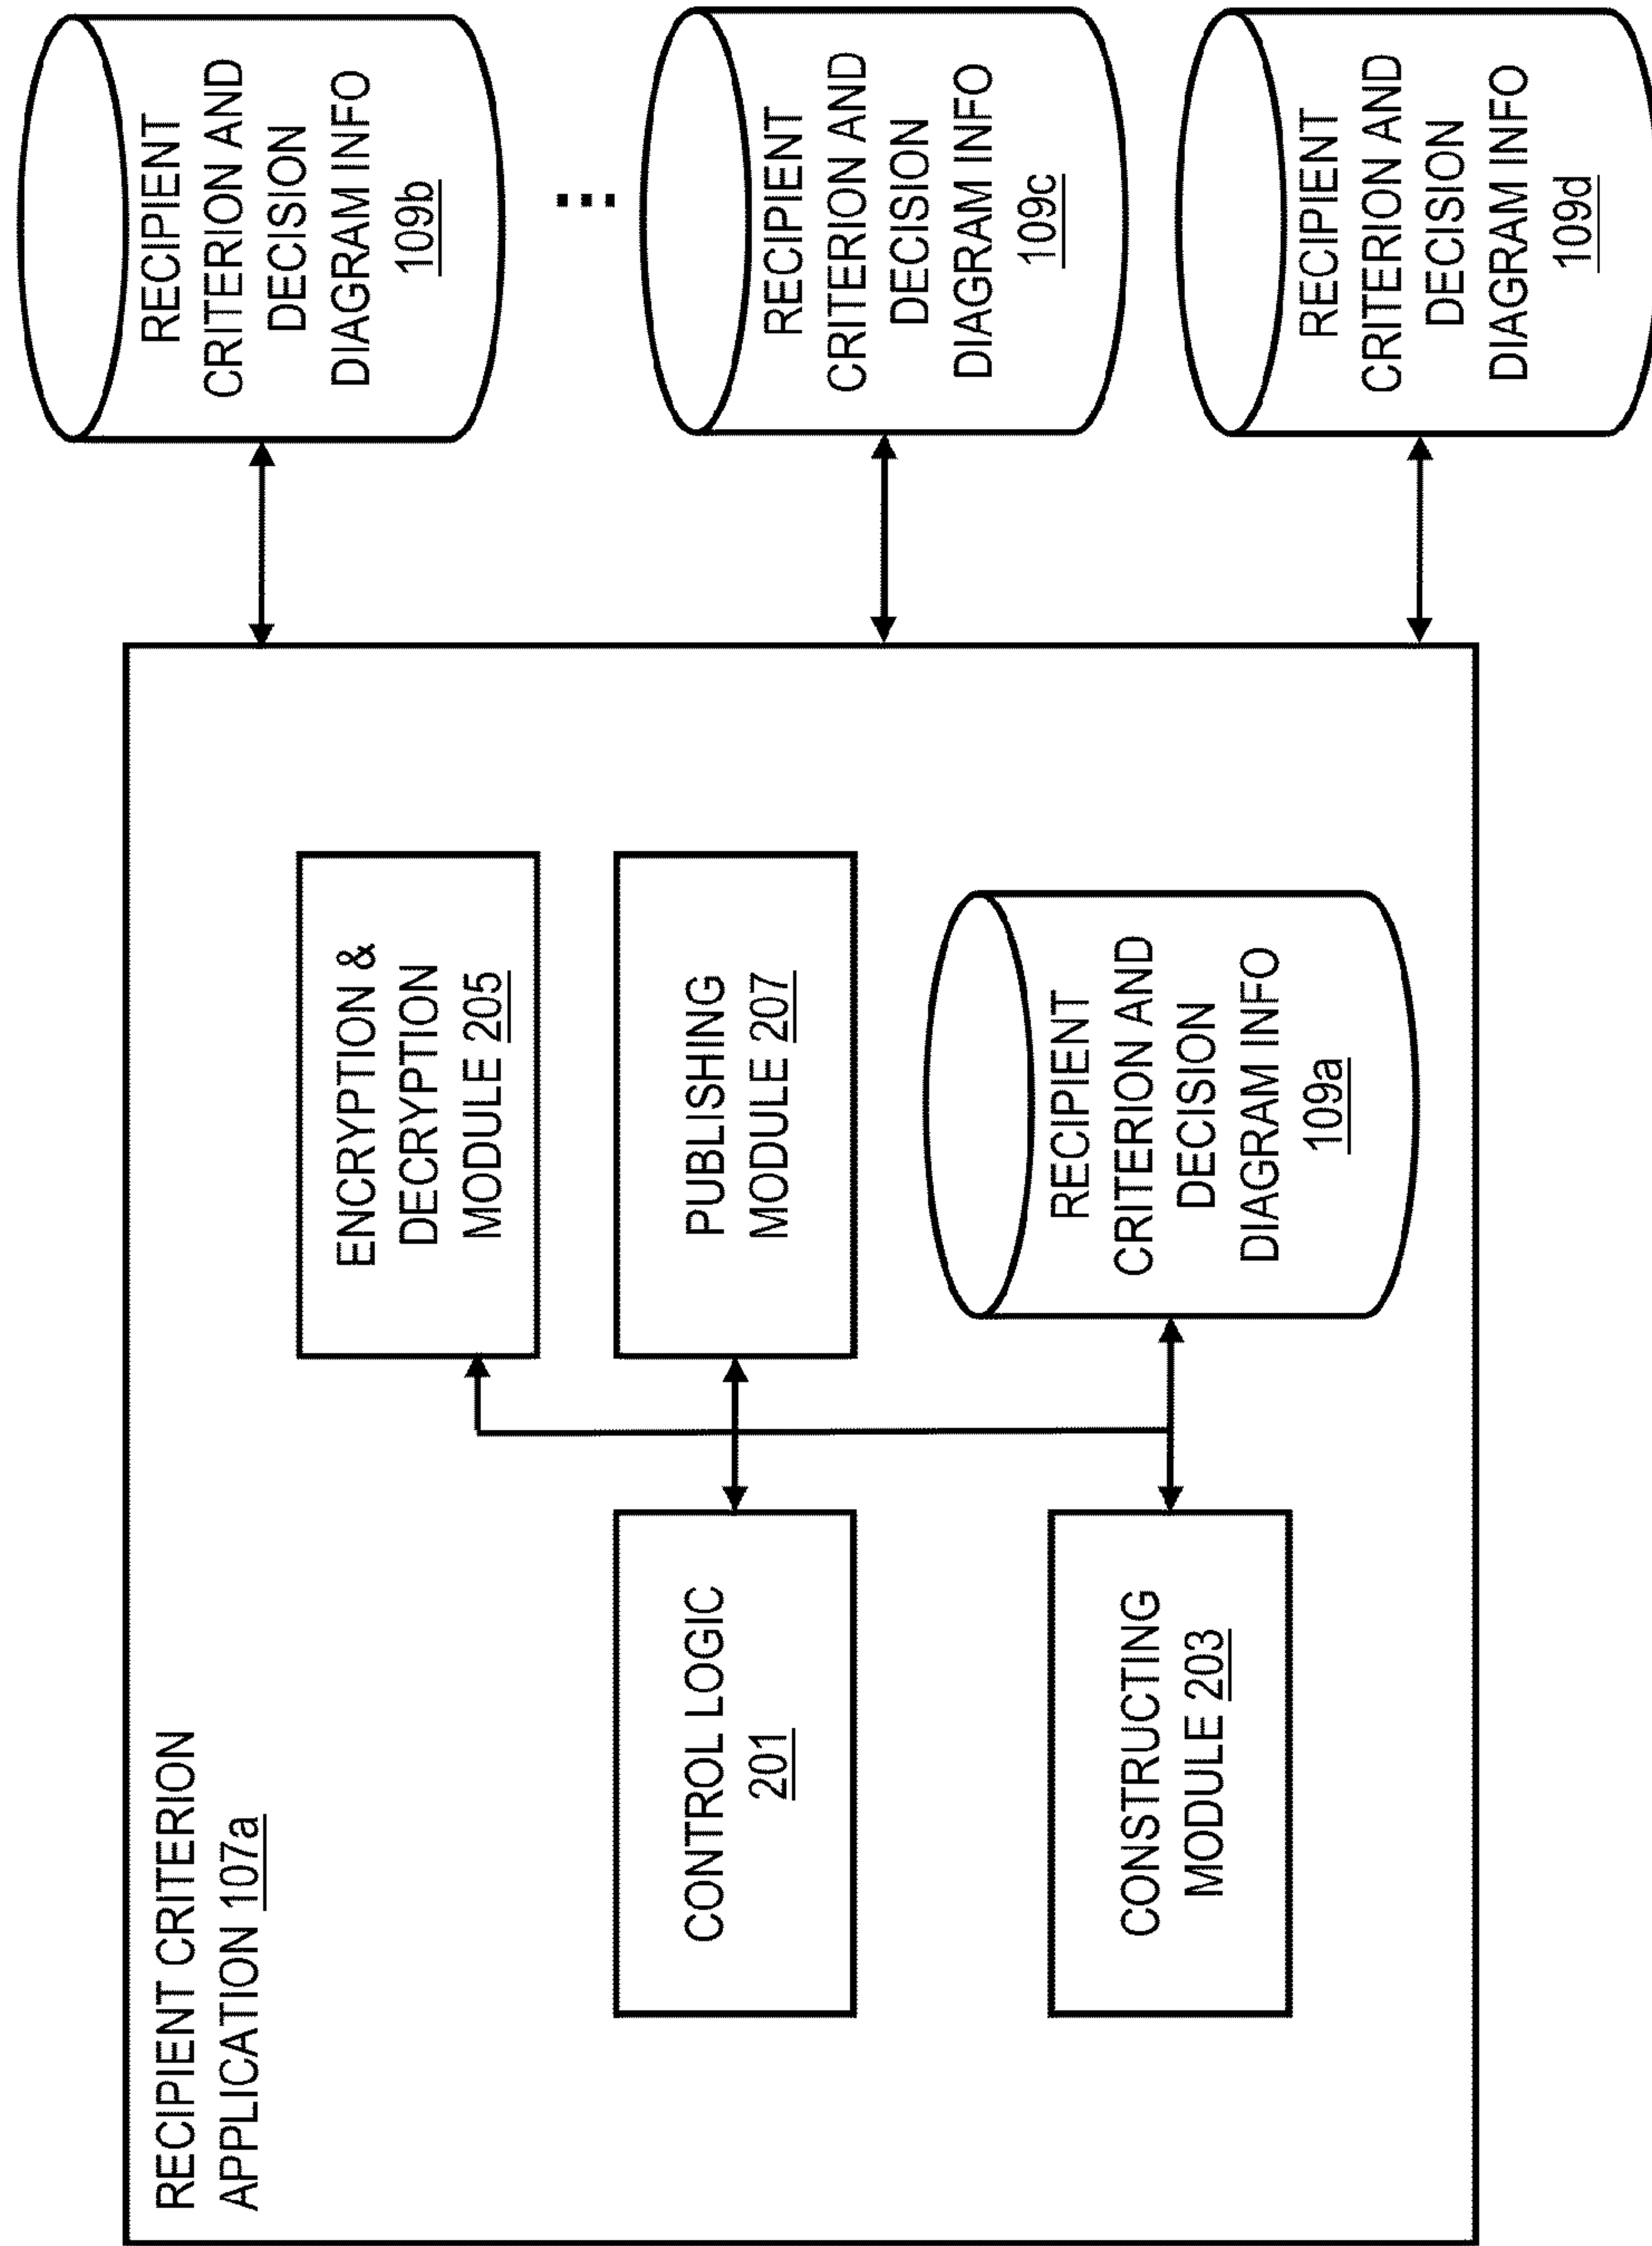 RECIPIENT CRITERION
APPLICATION 107a
CONTROL LOGIC
201
CONSTRUCTING
MODULE 203
ENCRYPTION &
DECRYPTION
MODULE 205
PUBLISHING
MODULE 207
RECIPIENT
CRITERION AND
DECISION
DIAGRAM INFO
109a
RECIPIENT
CRITERION AND
DECISION
DIAGRAM INFO
109b
RECIPIENT
CRITERION AND
DECISION
DIAGRAM INFO
109c
RECIPIENT
CRITERION AND
DECISION
DIAGRAM INFO
109d